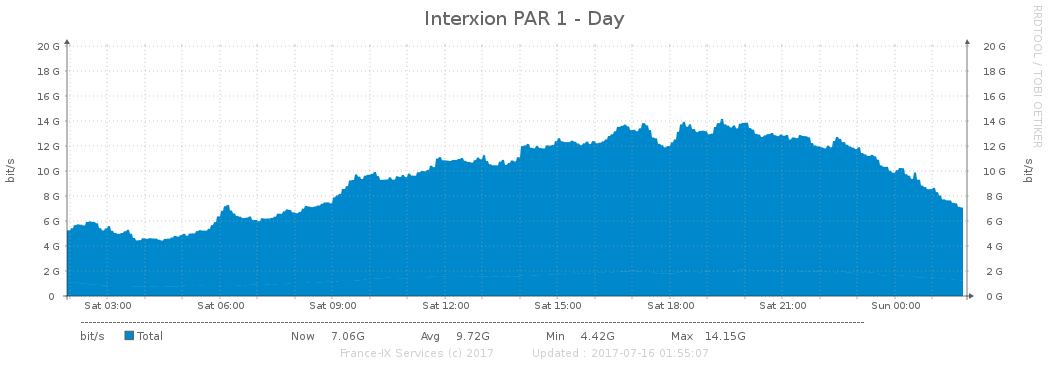 Interxion PAR 1 - Day
RRDTOOL / TOBI OETIKER
bit/s
bit/s
20 G 20 G
18 G 18 G
16 G 16 G
14 G 14 G
12 G 12 G
10 G 10 G
8 G 8 G
6 G 6 G
4 G 4 G
2 G 2 G
0 0 G
Sat 03:00 Sat 06:00 Sat 09:00 Sat 12:00 Sat 15:00 Sat 18:00 Sat 21:00 Sun 00:00
bit/s Total Now 7.06G Avg 9.72G Min 4.42G Max 14.15G
France-IX Services (c) 2017 Updated : 2017-07-16 01:55:07